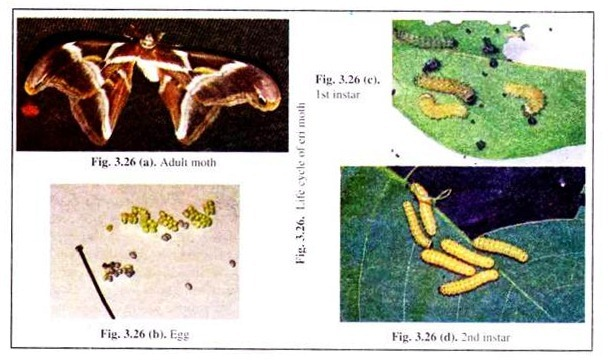 Fig. 3.26 (a). Adult moth
Fig. 3.26 (b). Egg
Fig. 3.26. Life cycle of eri moth
Fig. 3.26 (c).
1st instar
Fig. 3.26 (d). 2nd instar